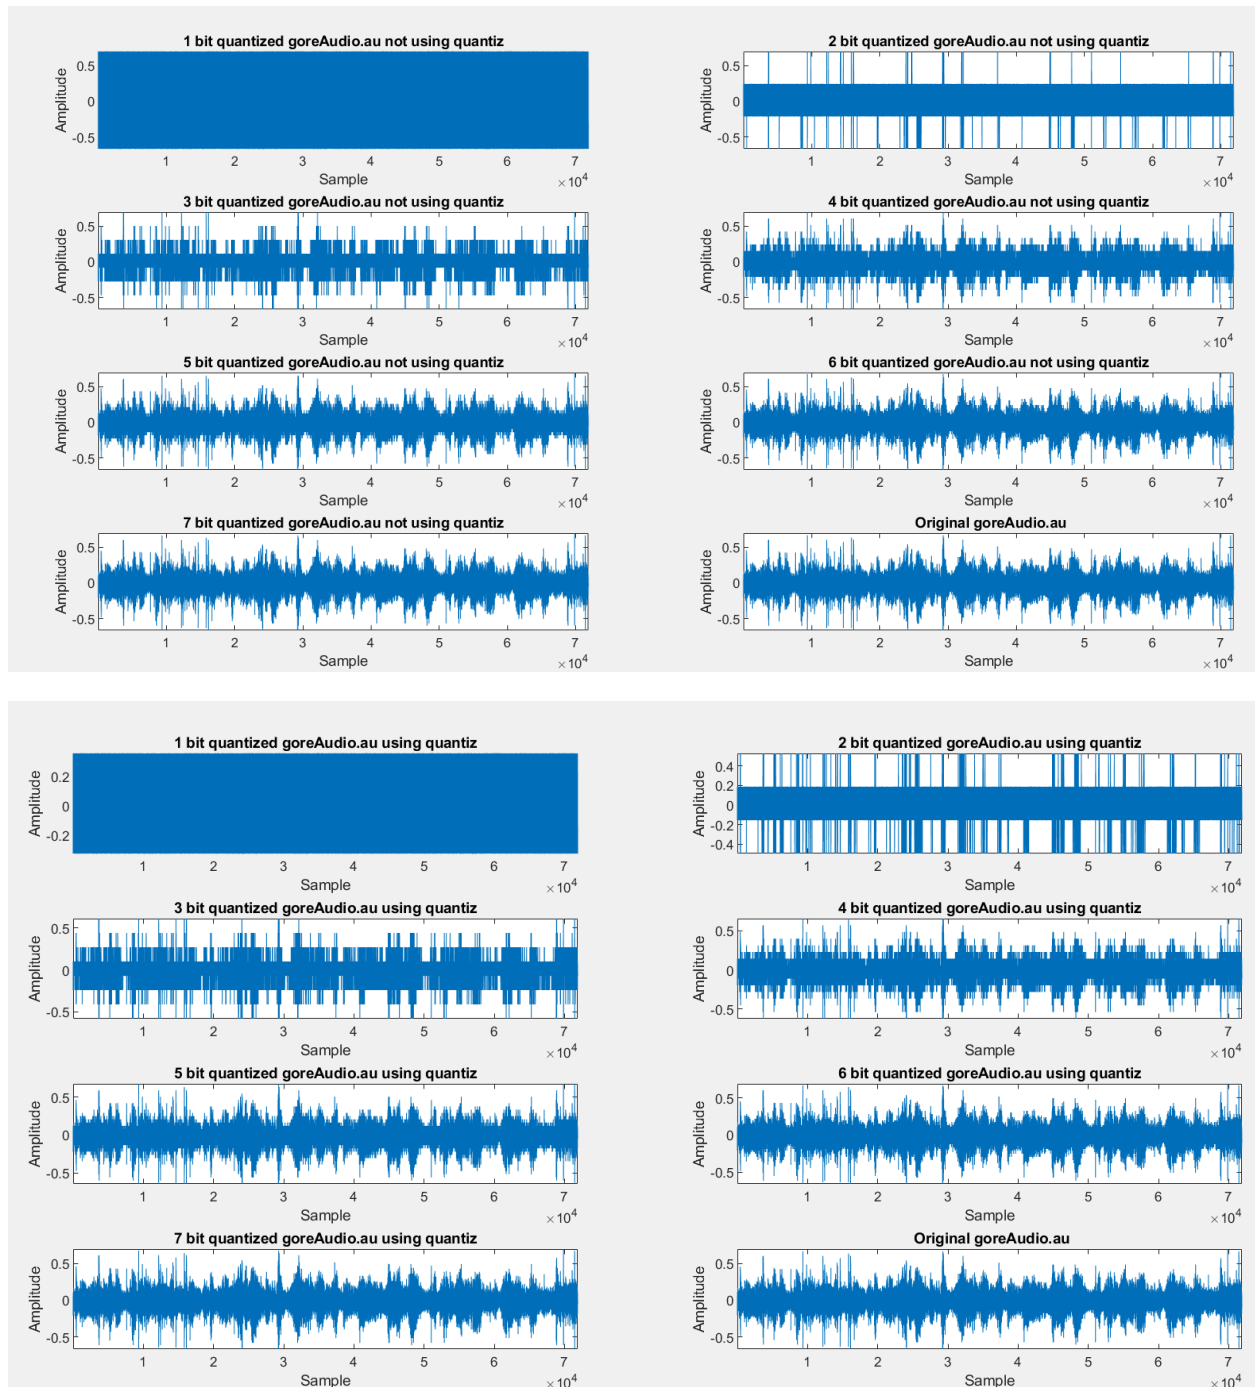 1 bit quantized goreAudio.au not using quantiz
Amplitude
0.5
0
-0.5
1 2 3 4 5 6 7
Sample
×10^4
2 bit quantized goreAudio.au not using quantiz
Amplitude
0.5
0
-0.5
1 2 3 4 5 6 7
Sample
×10^4
3 bit quantized goreAudio.au not using quantiz
Amplitude
0.5
0
-0.5
1 2 3 4 5 6 7
Sample
×10^4
4 bit quantized goreAudio.au not using quantiz
Amplitude
0.5
0
-0.5
1 2 3 4 5 6 7
Sample
×10^4
5 bit quantized goreAudio.au not using quantiz
Amplitude
0.5
0
-0.5
1 2 3 4 5 6 7
Sample
×10^4
6 bit quantized goreAudio.au not using quantiz
Amplitude
0.5
0
-0.5
1 2 3 4 5 6 7
Sample
×10^4
7 bit quantized goreAudio.au not using quantiz
Amplitude
0.5
0
-0.5
1 2 3 4 5 6 7
Sample
×10^4
Original goreAudio.au
Amplitude
0.5
0
-0.5
1 2 3 4 5 6 7
Sample
×10^4
1 bit quantized goreAudio.au using quantiz
Amplitude
0.2
0
-0.2
1 2 3 4 5 6 7
Sample
×10^4
2 bit quantized goreAudio.au using quantiz
Amplitude
0.4
0.2
0
-0.2
-0.4
1 2 3 4 5 6 7
Sample
×10^4
3 bit quantized goreAudio.au using quantiz
Amplitude
0.5
0
-0.5
1 2 3 4 5 6 7
Sample
×10^4
4 bit quantized goreAudio.au using quantiz
Amplitude
0.5
0
-0.5
1 2 3 4 5 6 7
Sample
×10^4
5 bit quantized goreAudio.au using quantiz
Amplitude
0.5
0
-0.5
1 2 3 4 5 6 7
Sample
×10^4
6 bit quantized goreAudio.au using quantiz
Amplitude
0.5
0
-0.5
1 2 3 4 5 6 7
Sample
×10^4
7 bit quantized goreAudio.au using quantiz
Amplitude
0.5
0
-0.5
1 2 3 4 5 6 7
Sample
×10^4
Original goreAudio.au
Amplitude
0.5
0
-0.5
1 2 3 4 5 6 7
Sample
×10^4